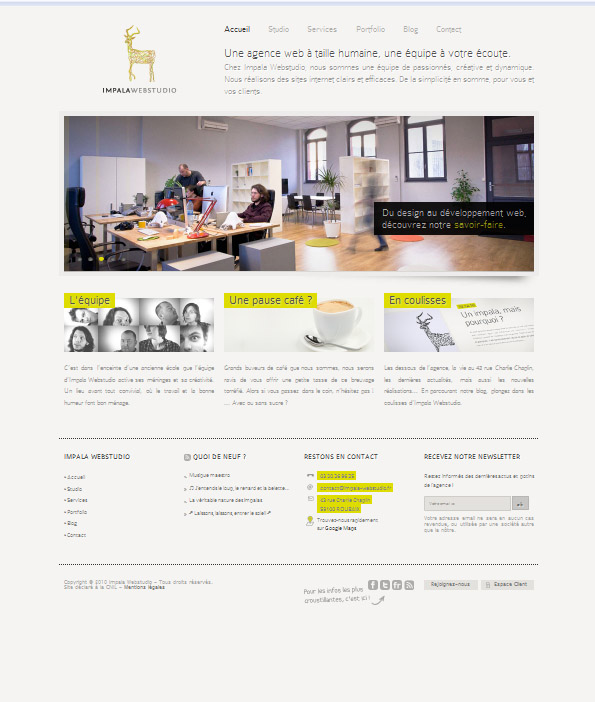 IMPALAWEBSTUDIO
Accueil Studio Services Portfolio Blog Contact
Une agence web à taille humaine, une équipe à votre écoute.
Chez Impala Webstudio, nous sommes une équipe de passionnés, créative et dynamique.
Nous réalisons des sites internet clairs et efficaces. De la simplicité en somme, pour vous et
vos clients.
Du design au développement web,
découvrez notre savoir-faire.
L'équipe
C'est dans l'enceinte d'une ancienne école que l'équipe
d'Impala Webstudio active ses méninges et sa créativité.
Un lieu avant tout convivial, où le travail et la bonne
humeur font bon ménage.
Une pause café ?
Grands buveurs de café que nous sommes, nous serons
ravis de vous offrir une petite tasse de ce breuvage
torréfié. Alors si vous passez dans le coin, n'hésitez pas !
... Avec ou sans sucre ?
En coulisses
Un impala, mais
pourquoi ?
Les dessous de l'agence, la vie au 43 rue Charlie Chaplin,
les dernières actualités, mais aussi les nouvelles
réalisations.... En parcourant notre blog, plongez dans les
coulisses d'Impala Webstudio.
IMPALA WEBSTUDIO
Accueil
Studio
Services
Portfolio
Blog
Contact
QUOI DE NEUF ?
Musique maestro
♫ J'entends le loup, le renard et la belette...
La véritable nature des impalas
Laissons, laissons, entrer le soleil
RESTONS EN CONTACT
contact@impala-webstudio.fr
43 rue Charlie Chaplin
59100 ROUBAIX
Trouvez-nous rapidement
sur Google Maps
RECEVEZ NOTRE NEWSLETTER
Restez informés des dernières actus et potins
de l'agence !
Votre adresse email ne sera en aucun cas
revendue, ou utilisée par une société autre
que la nôtre.
Copyright © 2010 Impala Webstudio - Tous droits réservés.
Site déclaré à la CNIL - Mentions légales
Pour les infos les plus
croustillantes, c'est ici !
Rejoignez-nous
Espace Client